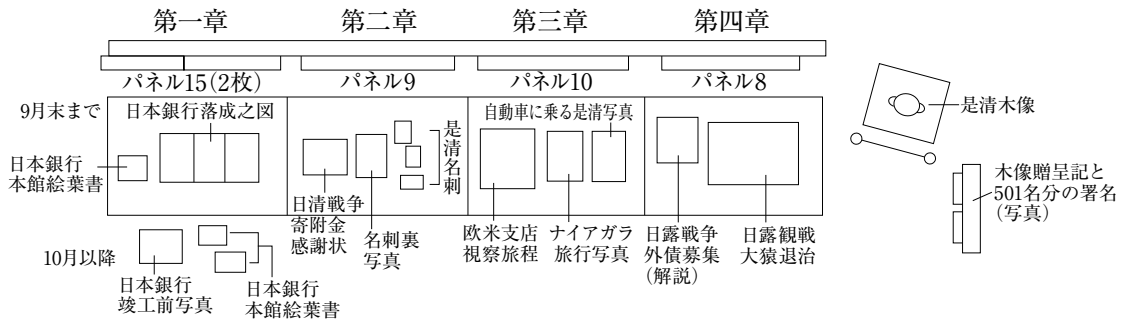 第一章
第二章
第三章
第四章
パネル15(2枚)
パネル9
パネル10
パネル8
9月末まで
日本銀行落成之図
日本銀行
本館絵葉書
是清名刺
日清戦争
寄附金
感謝状
名刺裏
写真
自動車に乗る是清写真
欧米支店
視察旅程
ナイアガラ
旅行写真
日露戦争
外債募集
(解説)
日露観戦
大猿退治
是清木像
木像贈呈記と
501名分の署名
(写真)
10月以降
日本銀行
竣工前写真
日本銀行
本館絵葉書